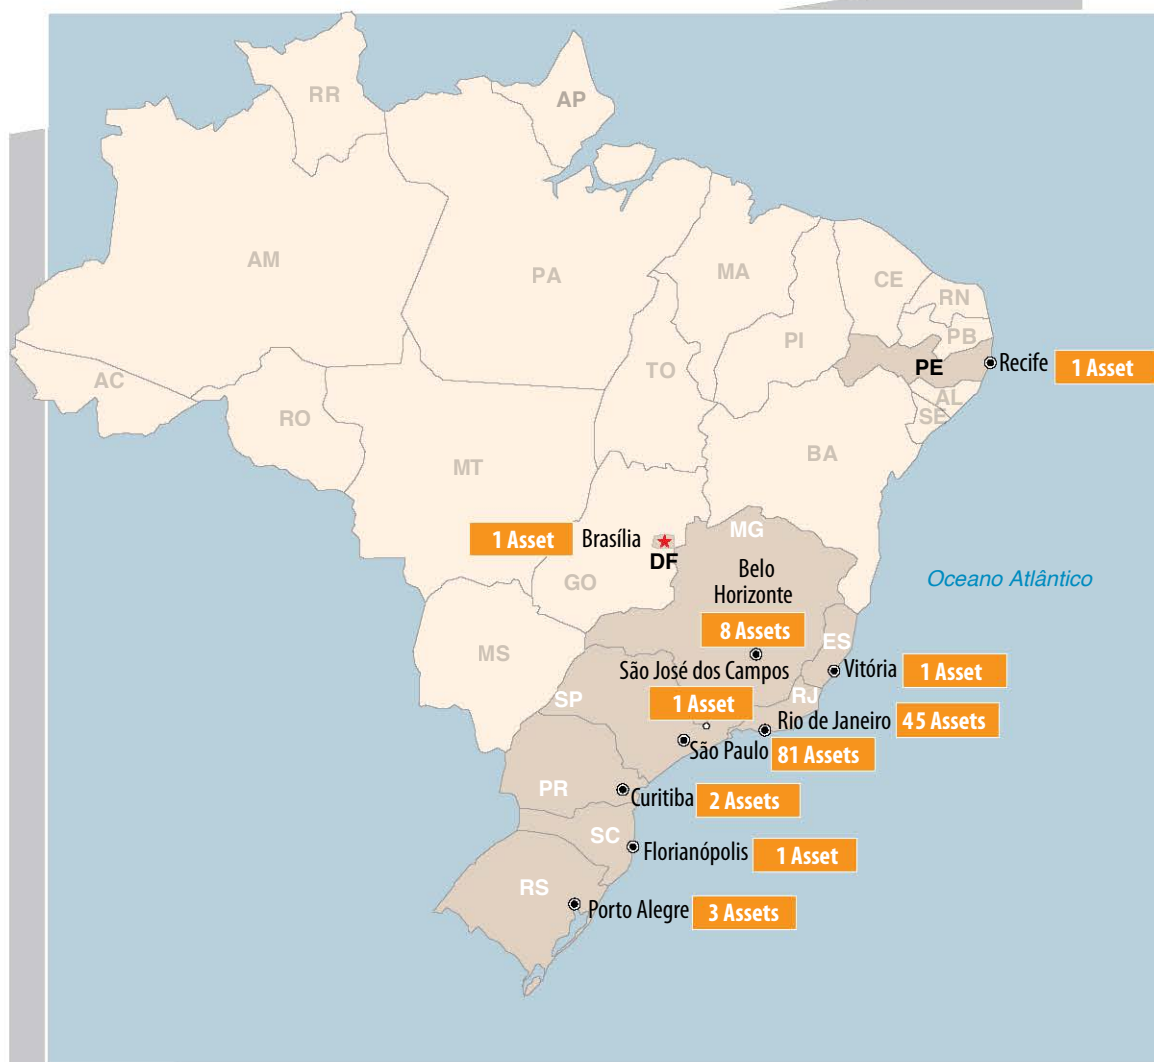 RR
AP
AM
PA
MA
CE
RN
PB
PI
PE
Recife
1 Asset
AC
TO
AL
SE
RO
BA
MT
MG
1 Asset
Brasília
DF
GO
Belo
Horizonte
8 Assets
Oceano Atlântico
ES
MS
São José dos Campos
1 Asset
Vitória
1 Asset
SP
RJ
Rio de Janeiro
45 Assets
São Paulo
81 Assets
PR
Curitiba
2 Assets
SC
Florianópolis
1 Asset
RS
Porto Alegre
3 Assets